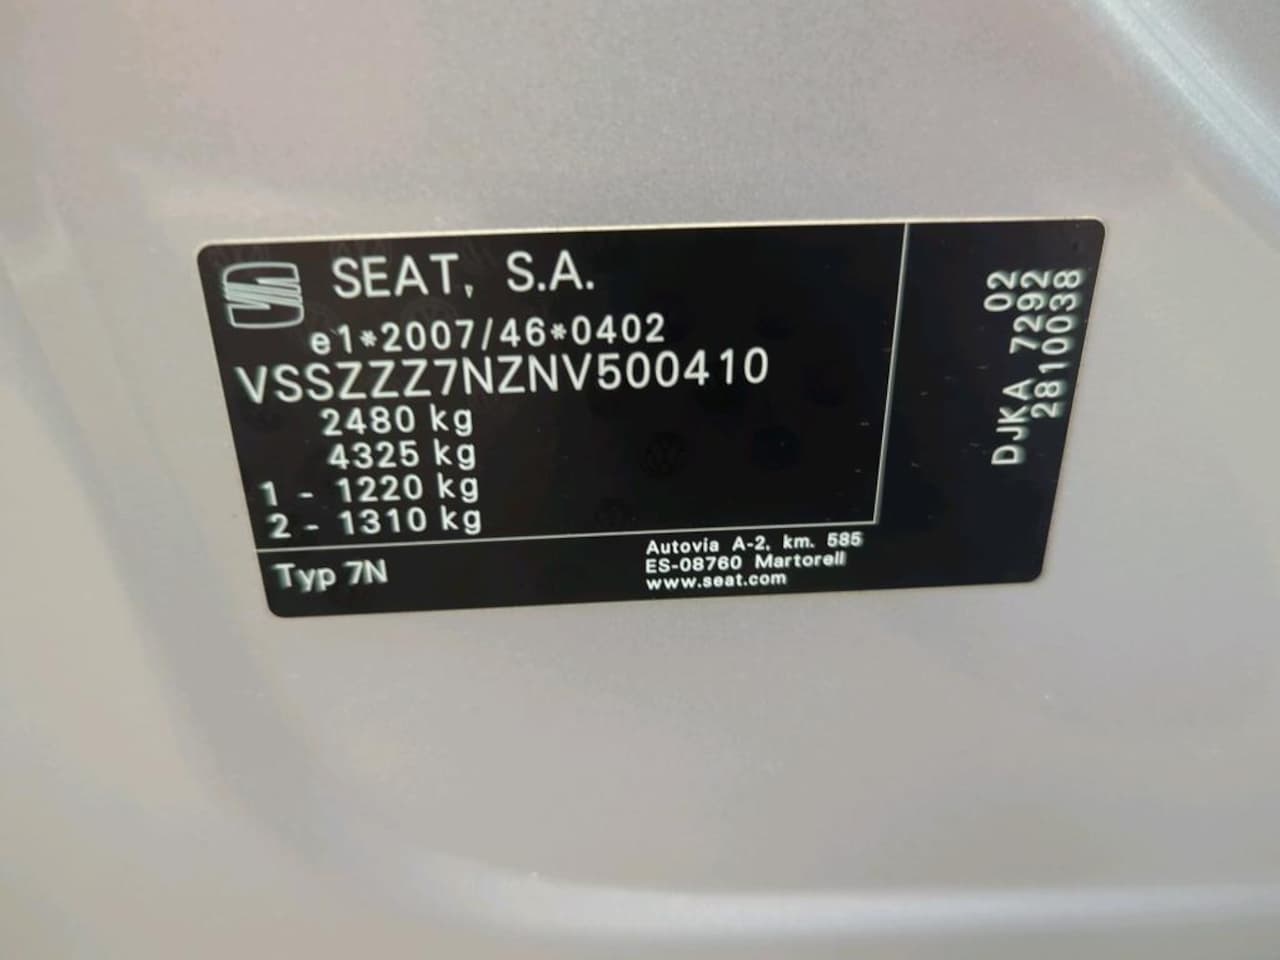 SEAT, S.A.
e1*2007/46*0402
VSSZZZ7NZNV500410
2480 kg
4325 kg
1 - 1220 kg
2 - 1310 kg
Typ 7N
Autovia A-2, km. 585
ES-08760 Martorell
www.seat.com
02
DJKA 7292
2810038